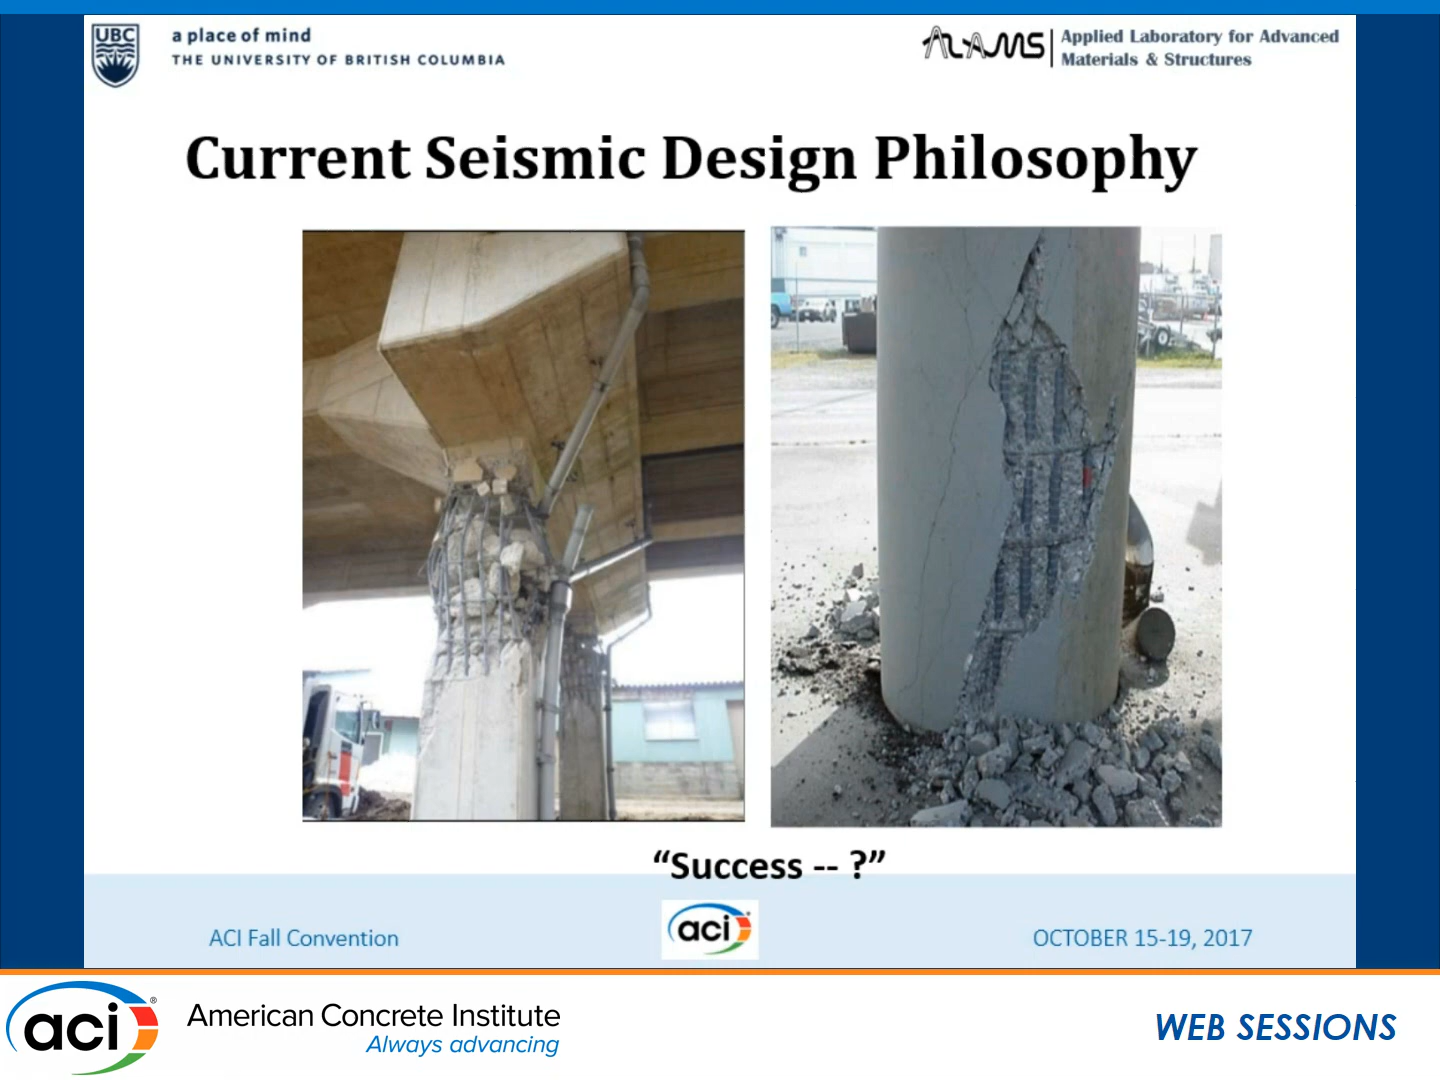 UBC
a place of mind
THE UNIVERSITY OF BRITISH COLUMBIA
ALAMS
Applied Laboratory for Advanced
Materials & Structures
Current Seismic Design Philosophy
“Success -- ?”
ACI Fall Convention
aci
OCTOBER 15-19, 2017
aci®
American Concrete Institute
Always advancing
WEB SESSIONS